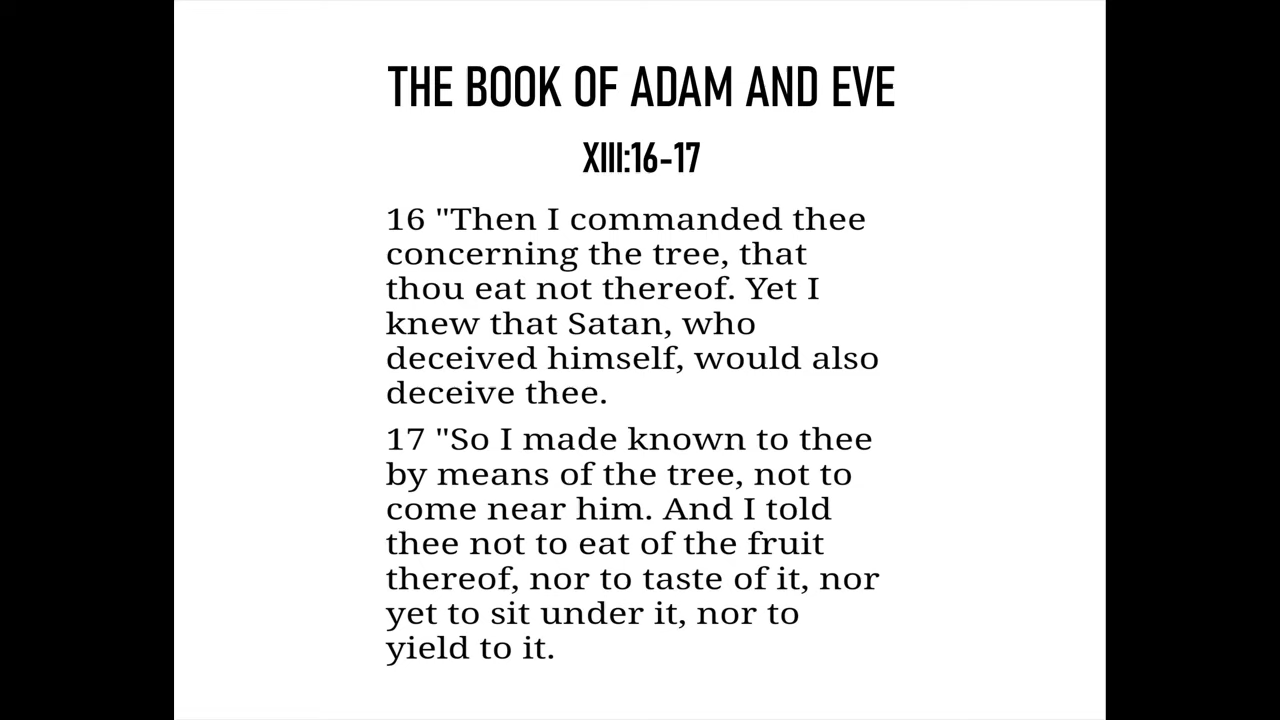 THE BOOK OF ADAM AND EVE
XIII:16-17
16 "Then I commanded thee
concerning the tree, that
thou eat not thereof. Yet I
knew that Satan, who
deceived himself, would also
deceive thee.
17 "So I made known to thee
by means of the tree, not to
come near him. And I told
thee not to eat of the fruit
thereof, nor to taste of it, nor
yet to sit under it, nor to
yield to it.